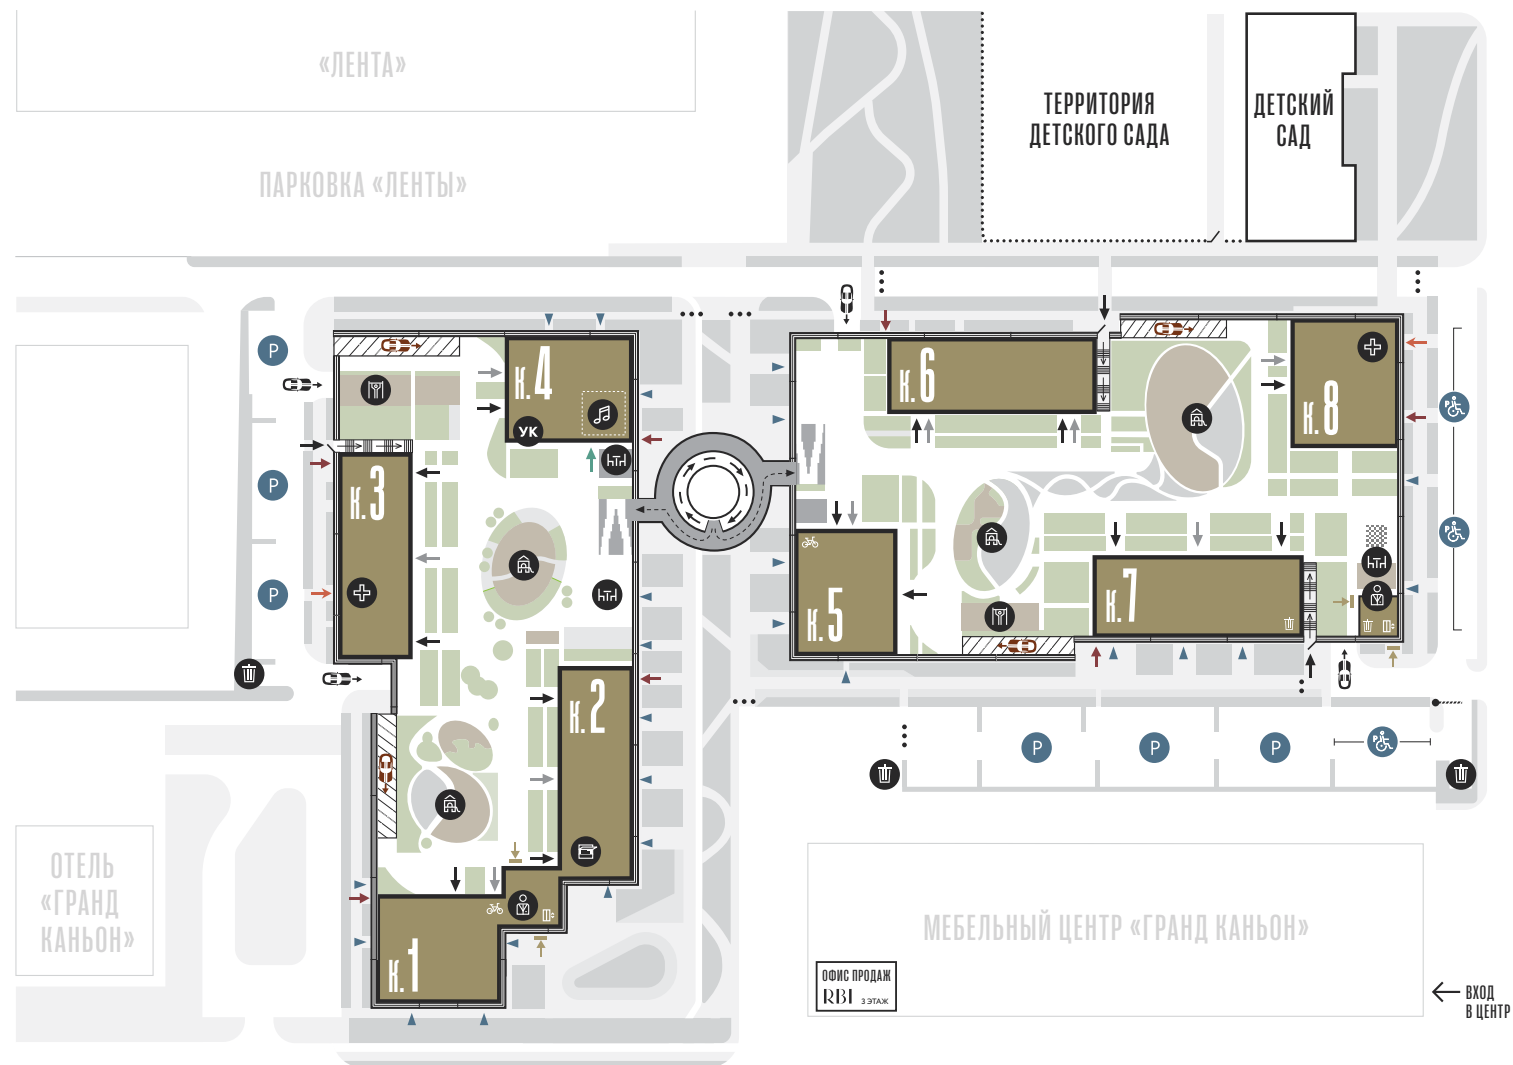 «ЛЕНТА»
ПАРКОВКА «ЛЕНТЫ»
ТЕРРИТОРИЯ
ДЕТСКОГО САДА
ДЕТСКИЙ
САД
P
P
P
к.4
УК
к.3
к.2
к.1
к.6
к.8
к.5
к.7
P
P
P
P
P
P
ОТЕЛЬ
«ГРАНД
КАНЬОН»
МЕБЕЛЬНЫЙ ЦЕНТР «ГРАНД КАНЬОН»
ОФИС ПРОДАЖ
RBI 3 ЭТАЖ
ВХОД
В ЦЕНТР